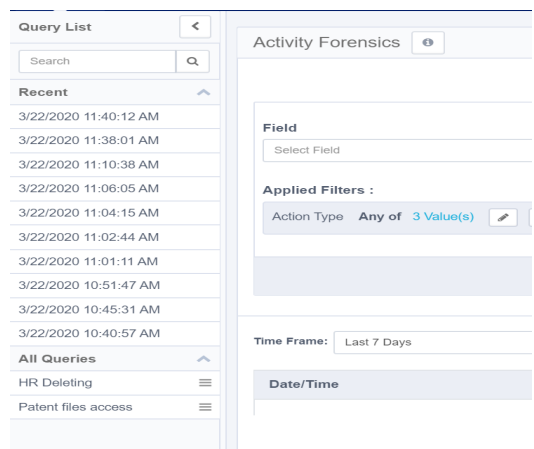 Query List
Search
Recent
3/22/2020 11:40:12 AM
3/22/2020 11:38:01 AM
3/22/2020 11:10:38 AM
3/22/2020 11:06:05 AM
3/22/2020 11:04:15 AM
3/22/2020 11:02:44 AM
3/22/2020 11:01:11 AM
3/22/2020 10:51:47 AM
3/22/2020 10:45:31 AM
3/22/2020 10:40:57 AM
All Queries
HR Deleting
Patent files access
Activity Forensics
Field
Select Field
Applied Filters :
Action Type Any of 3 Value(s)
Time Frame: Last 7 Days
Date/Time